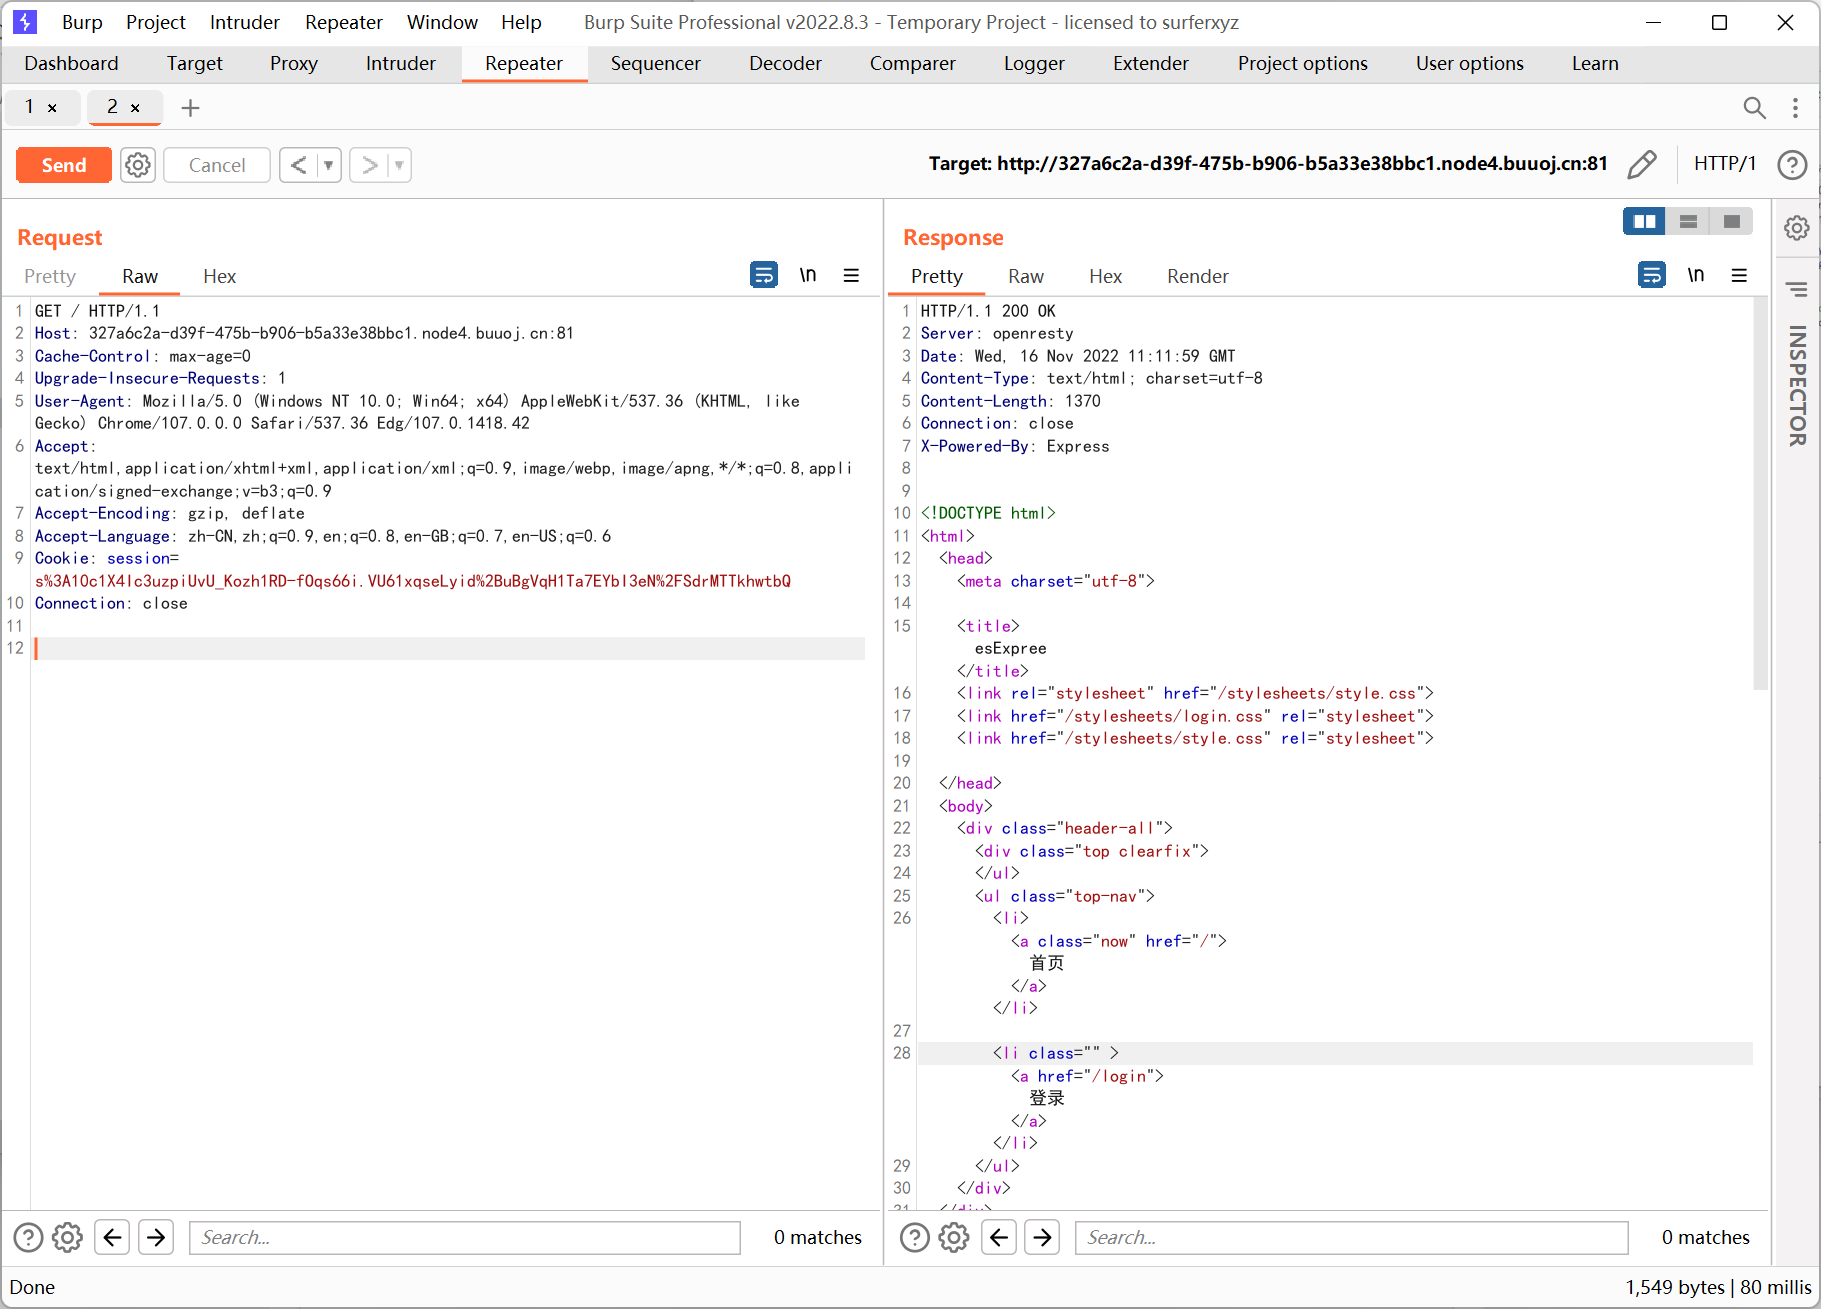 Burp Project Intruder Repeater Window Help Burp Suite Professional v2022.8.3 - Temporary Project - licensed to surferxyz
Dashboard Target Proxy Intruder Repeater Sequencer Decoder Comparer Logger Extender Project options User options Learn
1 × 2 × +
Send Cancel < > Target: http://327a6c2a-d39f-475b-b906-b5a33e38bbc1.node4.buuoj.cn:81 HTTP/1 ?
Request
Pretty Raw Hex \n
1 GET / HTTP/1.1
2 Host: 327a6c2a-d39f-475b-b906-b5a33e38bbc1.node4.buuoj.cn:81
3 Cache-Control: max-age=0
4 Upgrade-Insecure-Requests: 1
5 User-Agent: Mozilla/5.0 (Windows NT 10.0; Win64; x64) AppleWebKit/537.36 (KHTML, like
Gecko) Chrome/107.0.0.0 Safari/537.36 Edg/107.0.1418.42
6 Accept:
text/html,application/xhtml+xml,application/xml;q=0.9,image/webp,image/apng,*/*;q=0.8,appli
cation/signed-exchange;v=b3;q=0.9
7 Accept-Encoding: gzip, deflate
8 Accept-Language: zh-CN,zh;q=0.9,en;q=0.8,en-GB;q=0.7,en-US;q=0.6
9 Cookie: session=
s%3A10c1X4Ic3uzpiUvU_Kozh1RD-fOqs66i.VU61xqseLyid%2BuBgVqH1Ta7EYbI3eN%2FSdrMTTkhwtbQ
10 Connection: close
11
12
Response
Pretty Raw Hex Render \n
1 HTTP/1.1 200 OK
2 Server: openresty
3 Date: Wed, 16 Nov 2022 11:11:59 GMT
4 Content-Type: text/html; charset=utf-8
5 Content-Length: 1370
6 Connection: close
7 X-Powered-By: Express
8
9
10 <!DOCTYPE html>
11 <html>
12 <head>
13 <meta charset="utf-8">
14
15 <title>
esExpree
</title>
16 <link rel="stylesheet" href="/stylesheets/style.css">
17 <link href="/stylesheets/login.css" rel="stylesheet">
18 <link href="/stylesheets/style.css" rel="stylesheet">
19
20 </head>
21 <body>
22 <div class="header-all">
23 <div class="top clearfix">
24 </ul>
25 <ul class="top-nav">
26 <li>
<a class="now" href="/">
首页
</a>
</li>
27
28 <li class="" >
<a href="/login">
登录
</a>
</li>
29 </ul>
30 </div>
31 </div>
INSPECTOR
? Search... 0 matches
? Search... 0 matches
Done
1,549 bytes | 80 millis